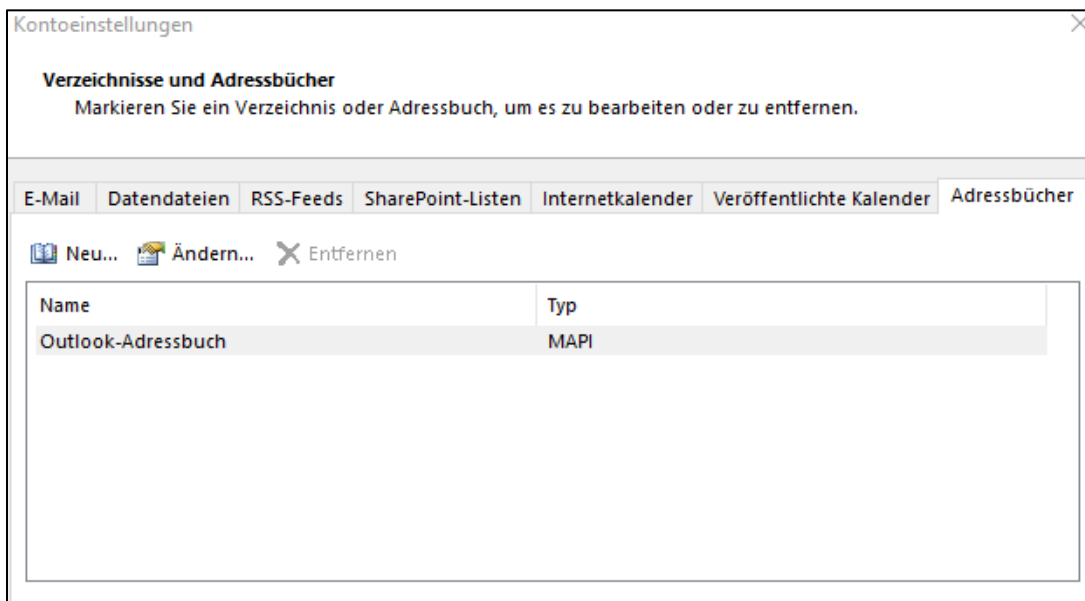 Kontoeinstellungen
Verzeichnisse und Adressbücher
Markieren Sie ein Verzeichnis oder Adressbuch, um es zu bearbeiten oder zu entfernen.
E-Mail Datendateien RSS-Feeds SharePoint-Listen Internetkalender Veröffentlichte Kalender Adressbücher
Neu... Ändern... Entfernen
Name Typ
Outlook-Adressbuch MAPI